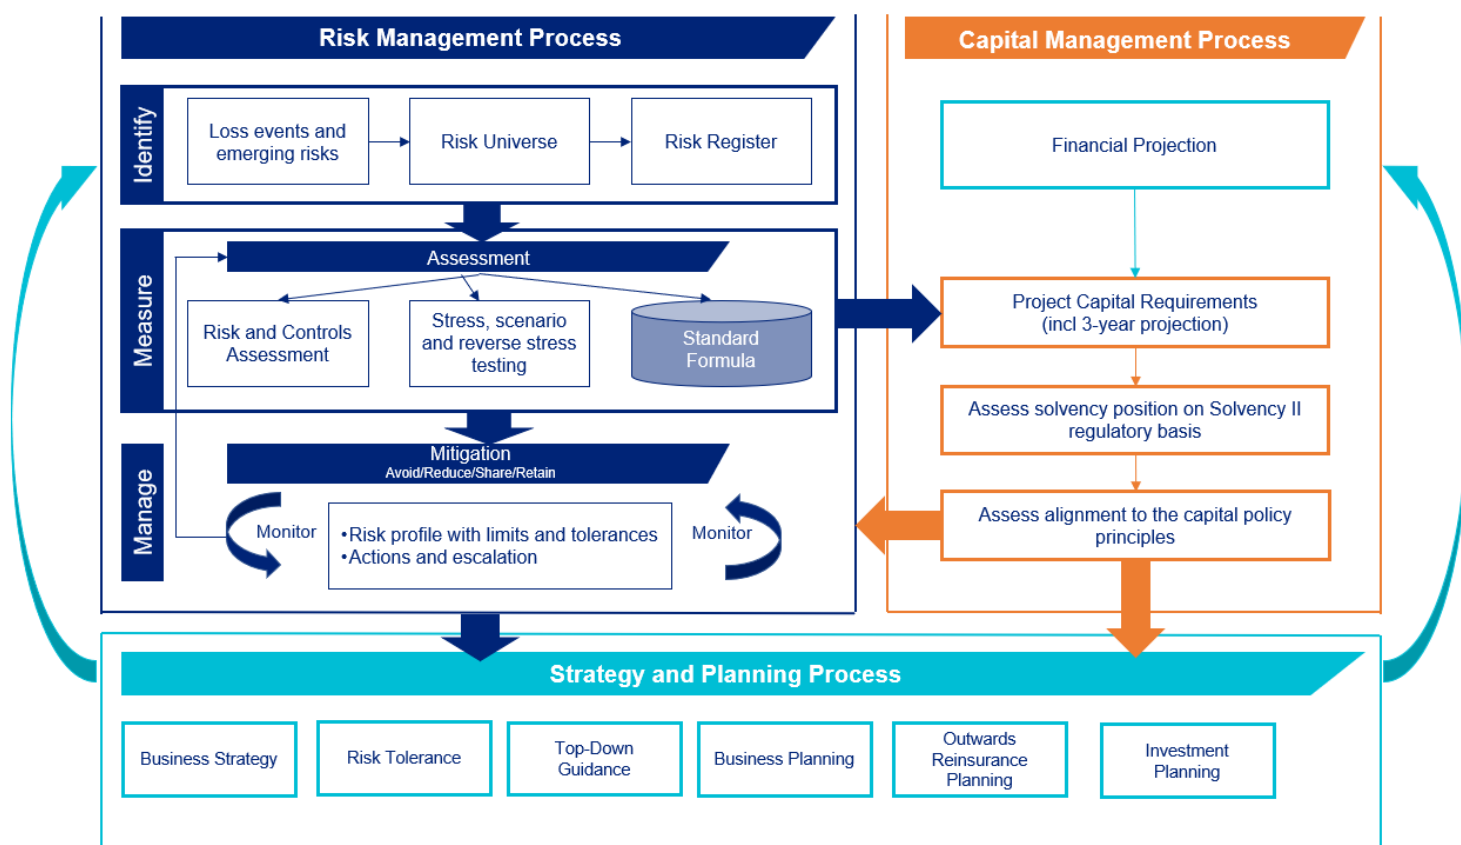 Risk Management Process
Capital Management Process
Identify
Loss events and
emerging risks
Risk Universe
Risk Register
Financial Projection
Measure
Assessment
Risk and Controls
Assessment
Stress, scenario
and reverse stress
testing
Standard
Formula
Project Capital Requirements
(incl 3-year projection)
Assess solvency position on Solvency II
regulatory basis
Manage
Mitigation
Avoid/Reduce/Share/Retain
Monitor
•Risk profile with limits and tolerances
•Actions and escalation
Monitor
Assess alignment to the capital policy
principles
Strategy and Planning Process
Business Strategy
Risk Tolerance
Top-Down
Guidance
Business Planning
Outwards
Reinsurance
Planning
Investment
Planning